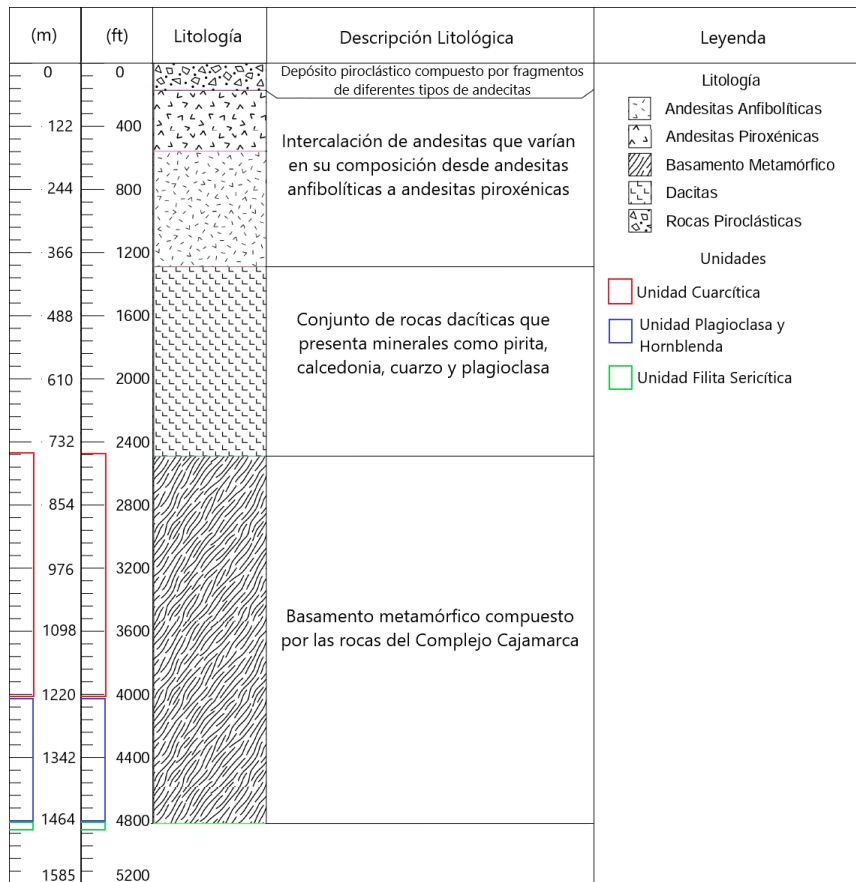 (m)
(ft)
Litología
Descripción Litológica
Leyenda
0
122
244
366
488
610
732
854
976
1098
1220
1342
1464
1585
0
400
800
1200
1600
2000
2400
2800
3200
3600
4000
4400
4800
5200
Depósito piroclástico compuesto por fragmentos
de diferentes tipos de andecitas
Intercalación de andesitas que varían
en su composición desde andesitas
anfibolíticas a andesitas piroxénicas
Conjunto de rocas dacíticas que
presenta minerales como pirita,
calcedonia, cuarzo y plagioclasa
Basamento metamórfico compuesto
por las rocas del Complejo Cajamarca
Litología
Andesitas Anfibolíticas
Andesitas Piroxénicas
Basamento Metamórfico
Dacitas
Rocas Piroclásticas
Unidades
Unidad Cuarcítica
Unidad Plagioclasa y
Hornblenda
Unidad Filita Sericítica